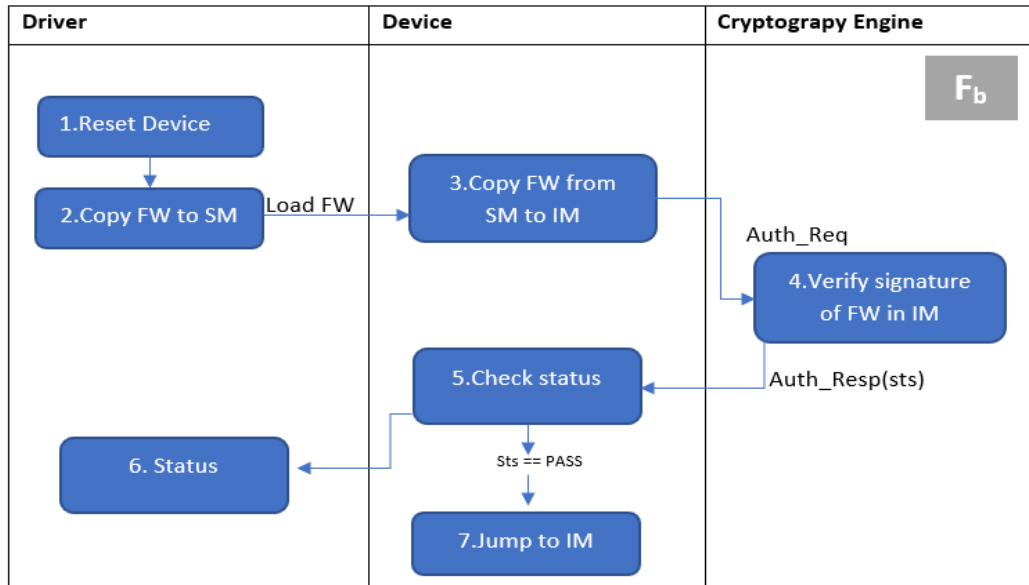 Driver
Device
Cryptograpy Engine
F_b
1.Reset Device
2.Copy FW to SM
Load FW
3.Copy FW from
SM to IM
Auth_Req
4.Verify signature
of FW in IM
Auth_Resp(sts)
5.Check status
6. Status
Sts == PASS
7.Jump to IM